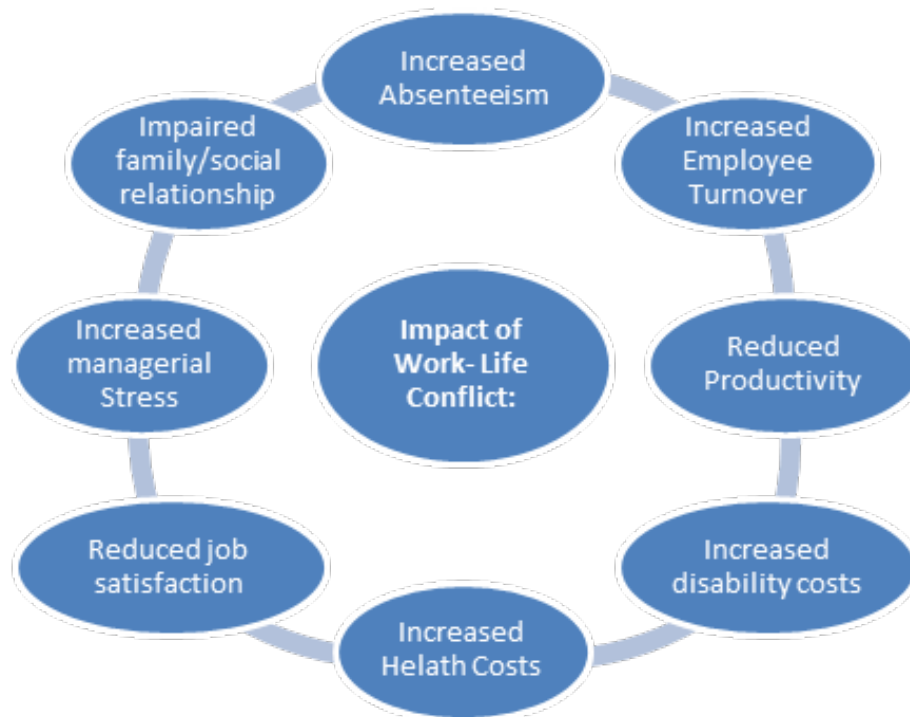 Increased
Absenteeism
Increased
Employee
Turnover
Reduced
Productivity
Increased
disability costs
Increased
Helath Costs
Reduced job
satisfaction
Increased
managerial
Stress
Impaired
family/social
relationship
Impact of
Work- Life
Conflict: